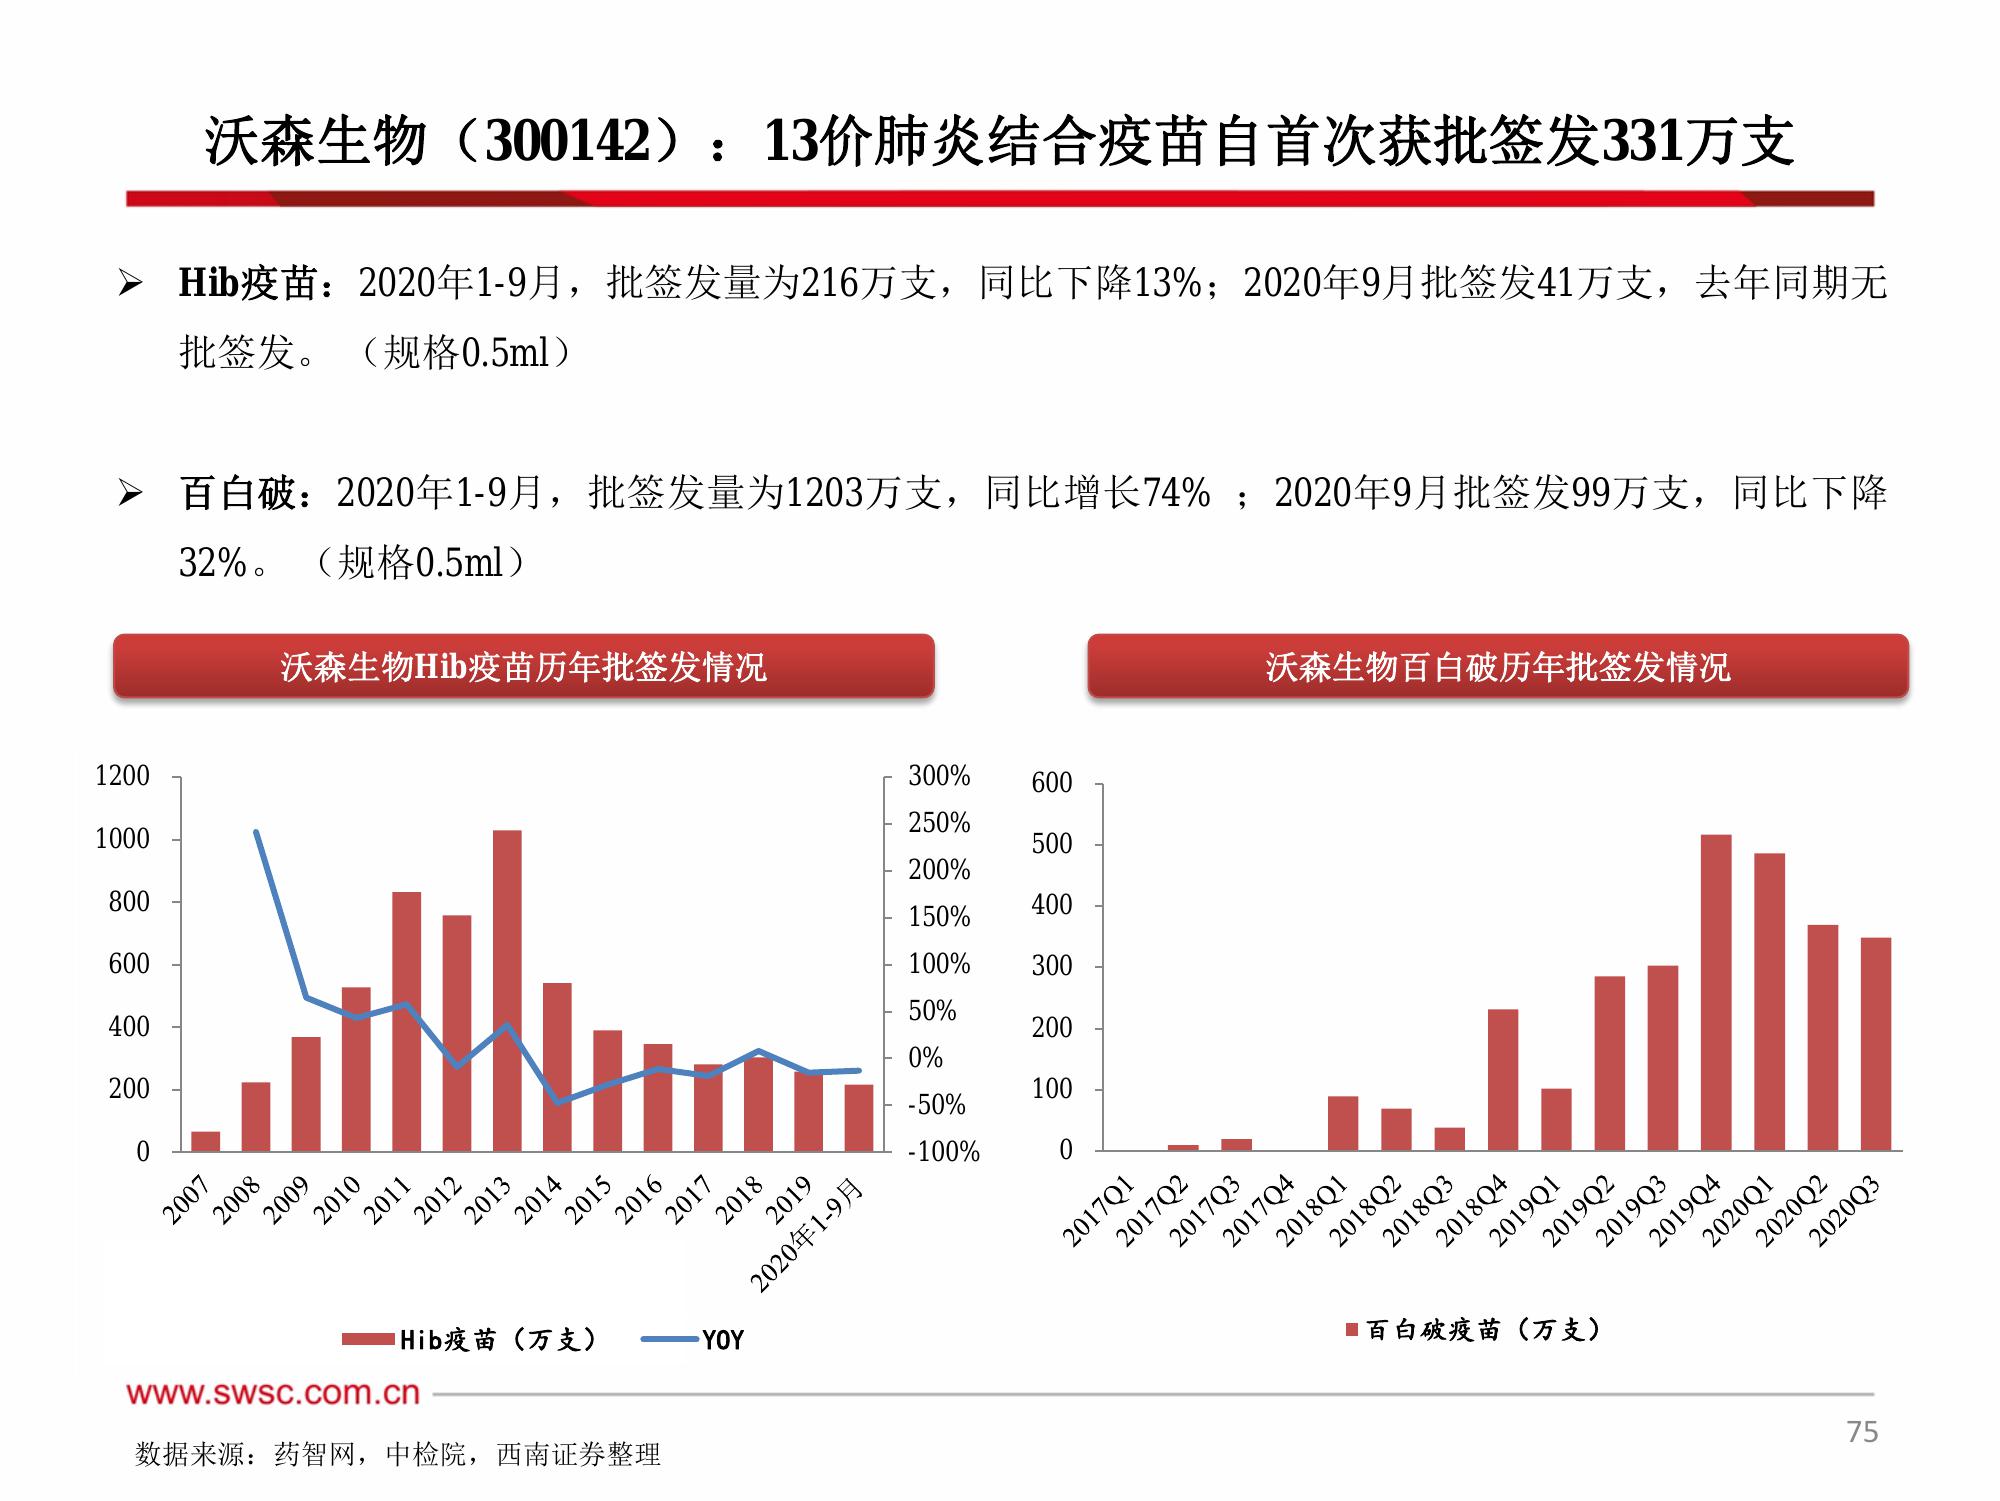 沃森生物（300142）：13价肺炎结合疫苗自首次获批签发331万支
➢ Hib疫苗：2020年1-9月，批签发量为216万支，同比下降13%；2020年9月批签发41万支，去年同期无
批签发。（规格0.5ml）
➢ 百白破：2020年1-9月，批签发量为1203万支，同比增长74% ；2020年9月批签发99万支，同比下降
32%。（规格0.5ml）
沃森生物Hib疫苗历年批签发情况
1200
1000
800
600
400
200
0
300%
250%
200%
150%
100%
50%
0%
-50%
-100%
2007
2008
2009
2010
2011
2012
2013
2014
2015
2016
2017
2018
2019
2020年1-9月
Hib疫苗（万支）
YOY
沃森生物百白破历年批签发情况
600
500
400
300
200
100
0
2017Q1
2017Q2
2017Q3
2017Q4
2018Q1
2018Q2
2018Q3
2018Q4
2019Q1
2019Q2
2019Q3
2019Q4
2020Q1
2020Q2
2020Q3
百白破疫苗（万支）
www.swsc.com.cn
75
数据来源：药智网，中检院，西南证券整理